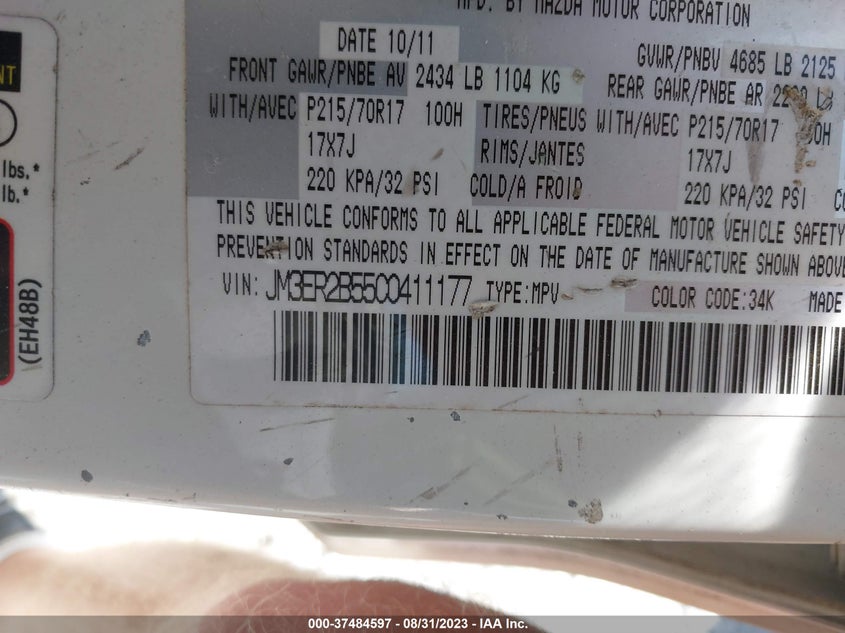 MFD. BY MAZDA MOTOR CORPORATION
DATE 10/11
GVWR/PNBV 4685 LB 2125
FRONT GAWR/PNBE AV 2434 LB 1104 KG
REAR GAWR/PNBE AR
WITH/AVEC P215/70R17 100H TIRES/PNEUS WITH/AVEC P215/70R17
17X7J RIMS/JANTES 17X7J
220 KPA/32 PSI COLD/A FROID 220 KPA/32 PSI
THIS VEHICLE CONFORMS TO ALL APPLICABLE FEDERAL MOTOR VEHICLE SAFETY
PREVENTION STANDARDS IN EFFECT ON THE DATE OF MANUFACTURE SHOWN ABOVE
VIN: JM3ER2B55C0411177 TYPE:MPV COLOR CODE:34K MADE
NT
lbs.*
lb.*
(EH48B)
000-37484597 - 08/31/2023 - IAA Inc.